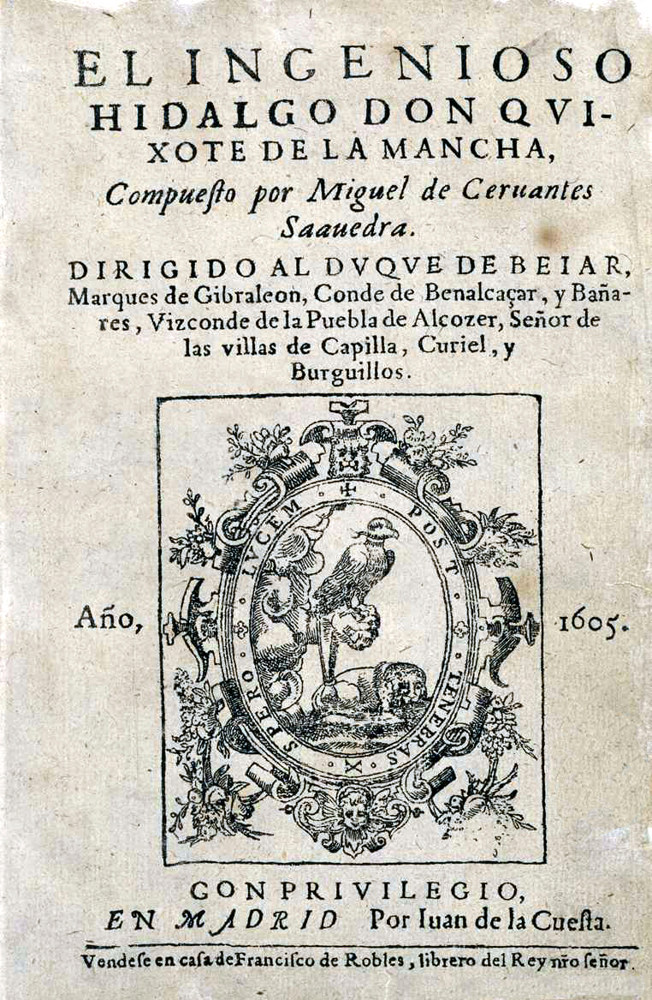 EL INGENIOSO
HIDALGO DON QVI-
XOTE DE LA MANCHA,
Compueſto por Miguel de Ceruantes
Saauedra.
DIRIGIDO AL DVQVE DE BEIAR,
Marques de Gibraleon, Conde de Benalcaçar, y Baña-
res, Vizconde de la Puebla de Alcozer, Señor de
las villas de Capilla, Curiel, y
Burguillos.
SPERO LVCEM POST TENEBRAS
Año, 1605.
CON PRIVILEGIO,
EN MADRID Por Iuan de la Cueſta.
Vendeſe en caſa de Franciſco de Robles, librero del Rey nr̃o ſeñor.